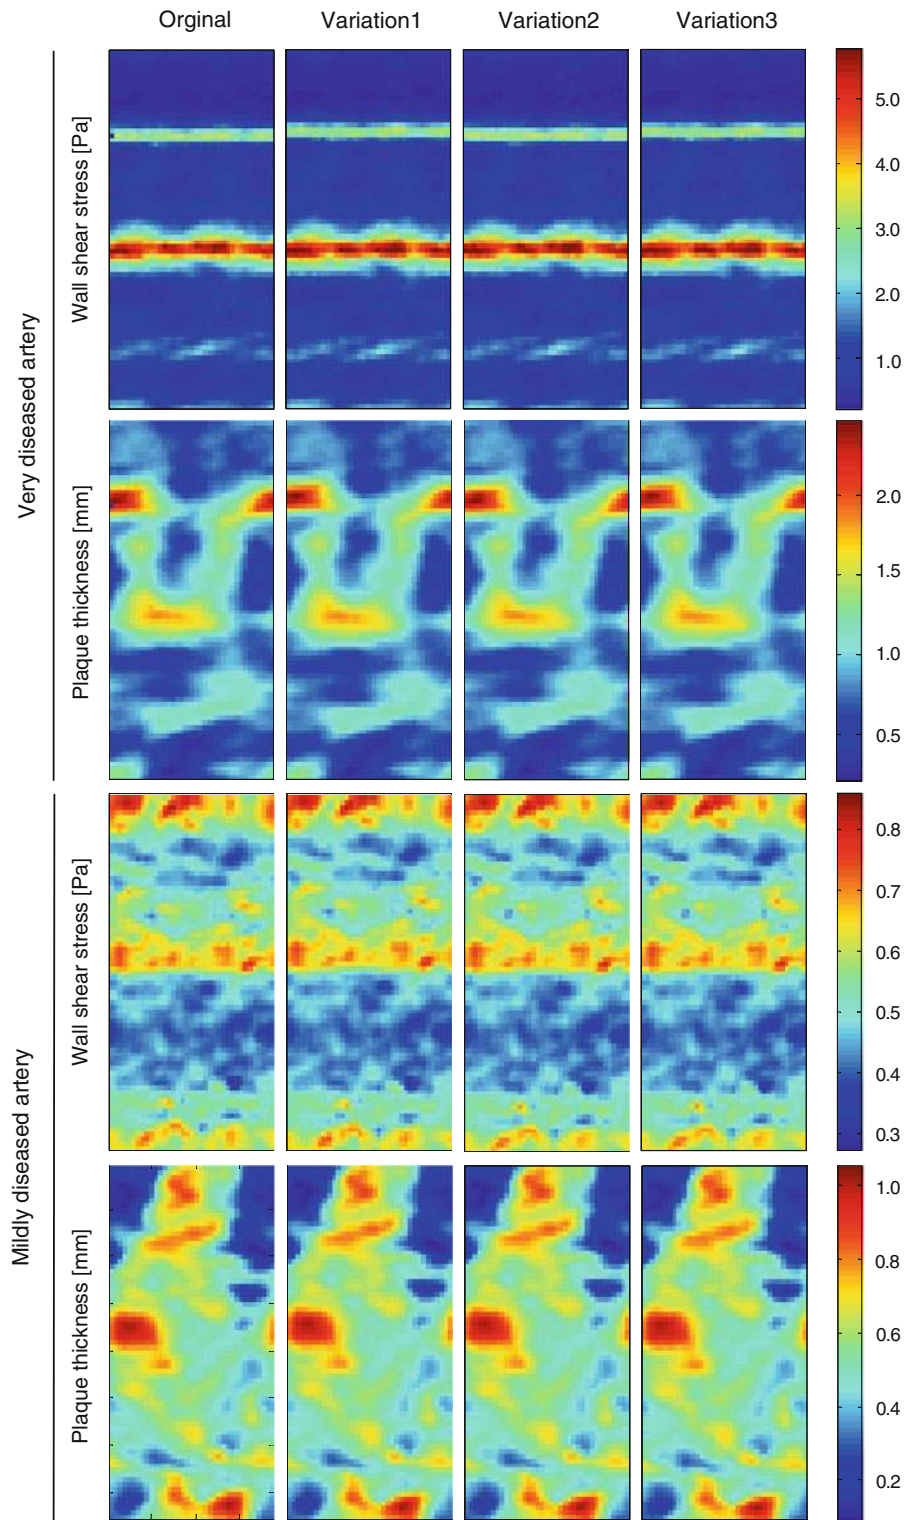 Orginal Variation1 Variation2 Variation3
Very diseased artery
Wall shear stress [Pa]
5.0
4.0
3.0
2.0
1.0
Plaque thickness [mm]
2.0
1.5
1.0
0.5
Mildly diseased artery
Wall shear stress [Pa]
0.8
0.7
0.6
0.5
0.4
0.3
Plaque thickness [mm]
1.0
0.8
0.6
0.4
0.2